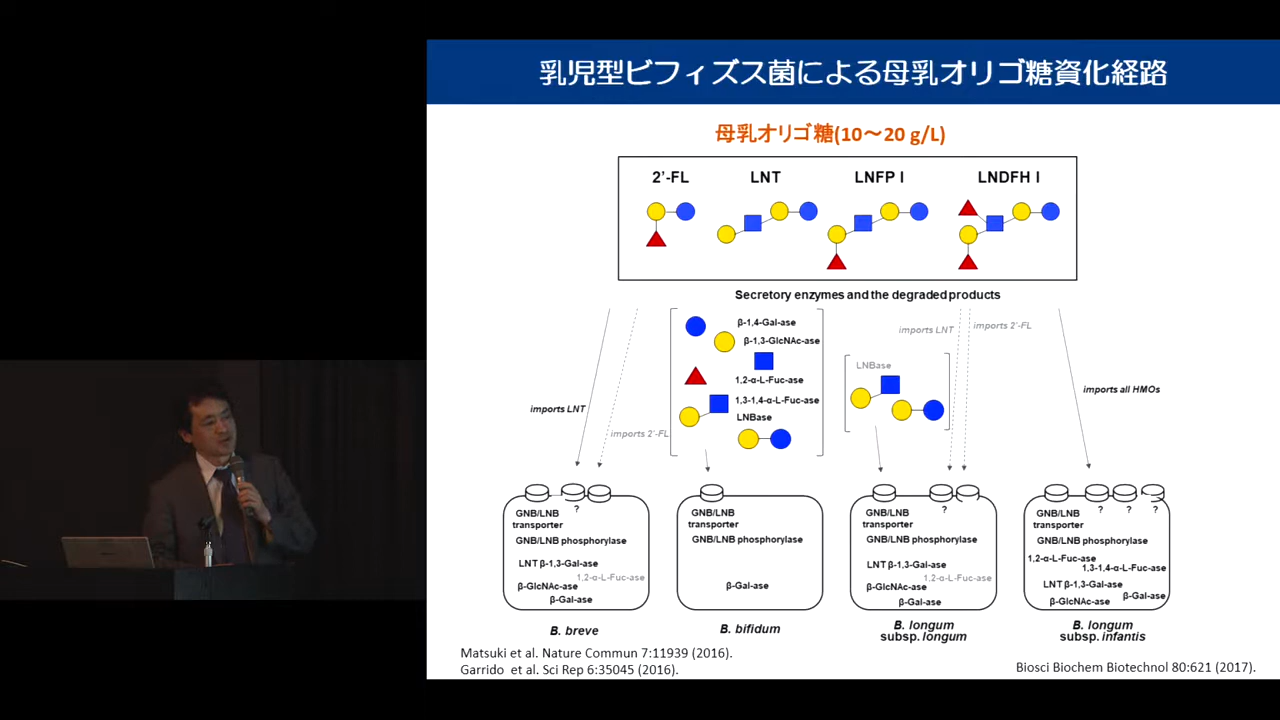 乳児型ビフィズス菌による母乳オリゴ糖資化経路
母乳オリゴ糖(10～20 g/L)
2’-FL LNT LNFP I LNDFH I
Secretory enzymes and the degraded products
β-1,4-Gal-ase
β-1,3-GlcNAc-ase
1,2-α-L-Fuc-ase
1,3-1,4-α-L-Fuc-ase
LNBase
LNBase
imports LNT
imports 2’-FL
imports LNT
imports 2’-FL
imports all HMOs
?
GNB/LNB
transporter
GNB/LNB phosphorylase
LNT β-1,3-Gal-ase
1,2-α-L-Fuc-ase
β-GlcNAc-ase
β-Gal-ase
B. breve
GNB/LNB
transporter
GNB/LNB phosphorylase
β-Gal-ase
B. bifidum
?
GNB/LNB
transporter
GNB/LNB phosphorylase
LNT β-1,3-Gal-ase
1,2-α-L-Fuc-ase
β-GlcNAc-ase
β-Gal-ase
B. longum
subsp. longum
? ? ?
GNB/LNB
transporter
GNB/LNB phosphorylase
1,2-α-L-Fuc-ase
1,3-1,4-α-L-Fuc-ase
LNT β-1,3-Gal-ase
β-Gal-ase
β-GlcNAc-ase
B. longum
subsp. infantis
Matsuki et al. Nature Commun 7:11939 (2016).
Garrido et al. Sci Rep 6:35045 (2016).
Biosci Biochem Biotechnol 80:621 (2017).